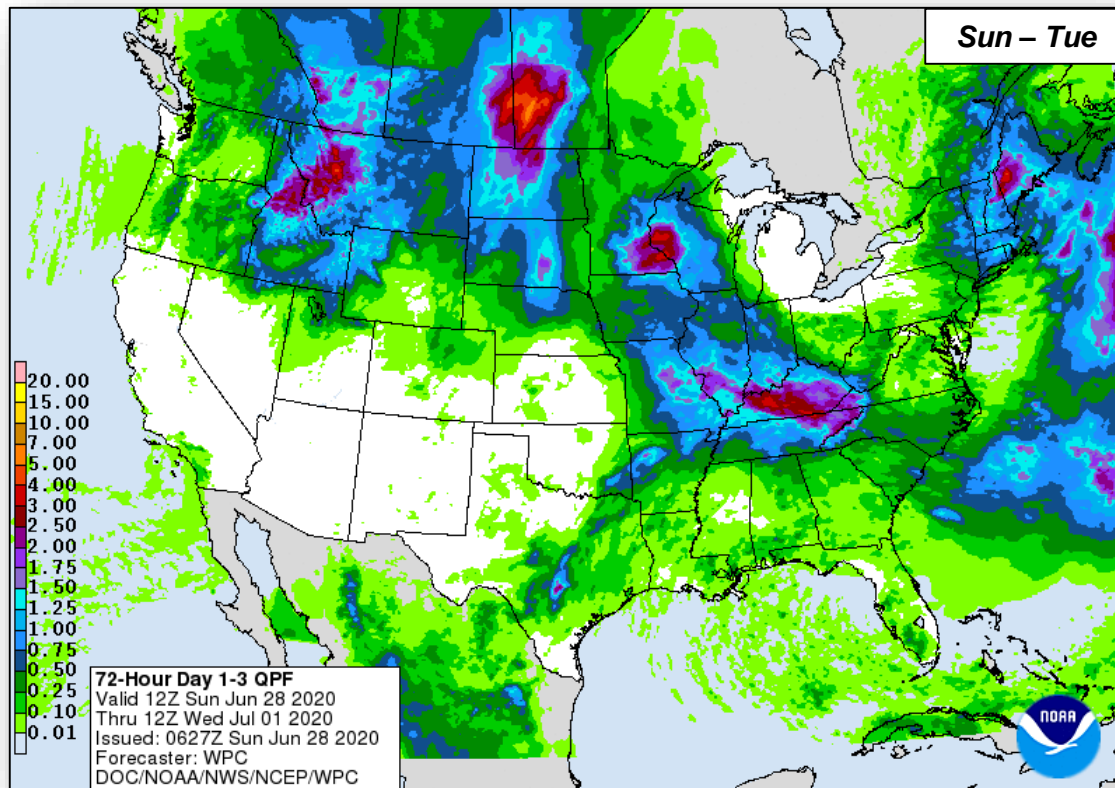 Sun – Tue
20.00
15.00
10.00
7.00
5.00
4.00
3.00
2.50
2.00
1.75
1.50
1.25
1.00
0.75
0.50
0.25
0.10
0.01
72-Hour Day 1-3 QPF
Valid 12Z Sun Jun 28 2020
Thru 12Z Wed Jul 01 2020
Issued: 0627Z Sun Jun 28 2020
Forecaster: WPC
DOC/NOAA/NWS/NCEP/WPC
NOAA